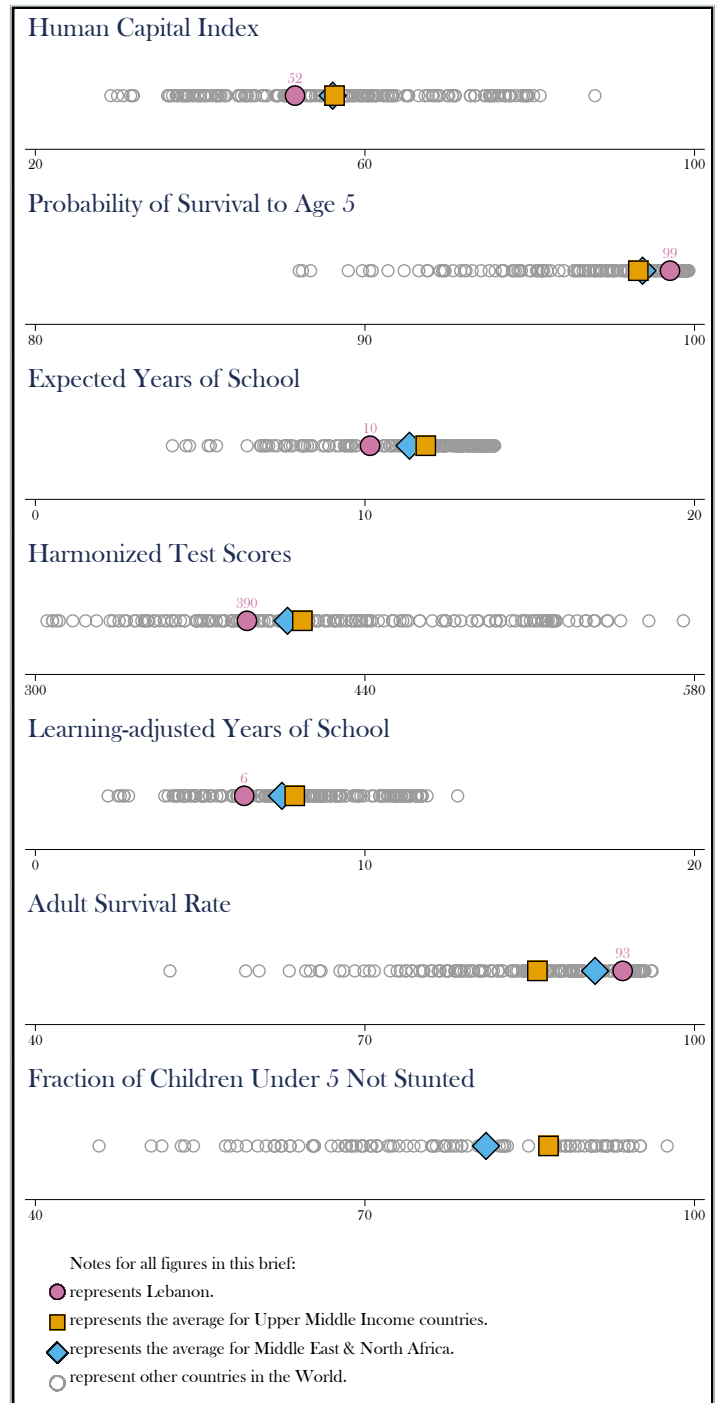 Human Capital Index
52
20 60 100
Probability of Survival to Age 5
99
80 90 100
Expected Years of School
10
0 10 20
Harmonized Test Scores
390
300 440 580
Learning-adjusted Years of School
6
0 10 20
Adult Survival Rate
93
40 70 100
Fraction of Children Under 5 Not Stunted
40 70 100
Notes for all figures in this brief:
represents Lebanon.
represents the average for Upper Middle Income countries.
represents the average for Middle East & North Africa.
represent other countries in the World.